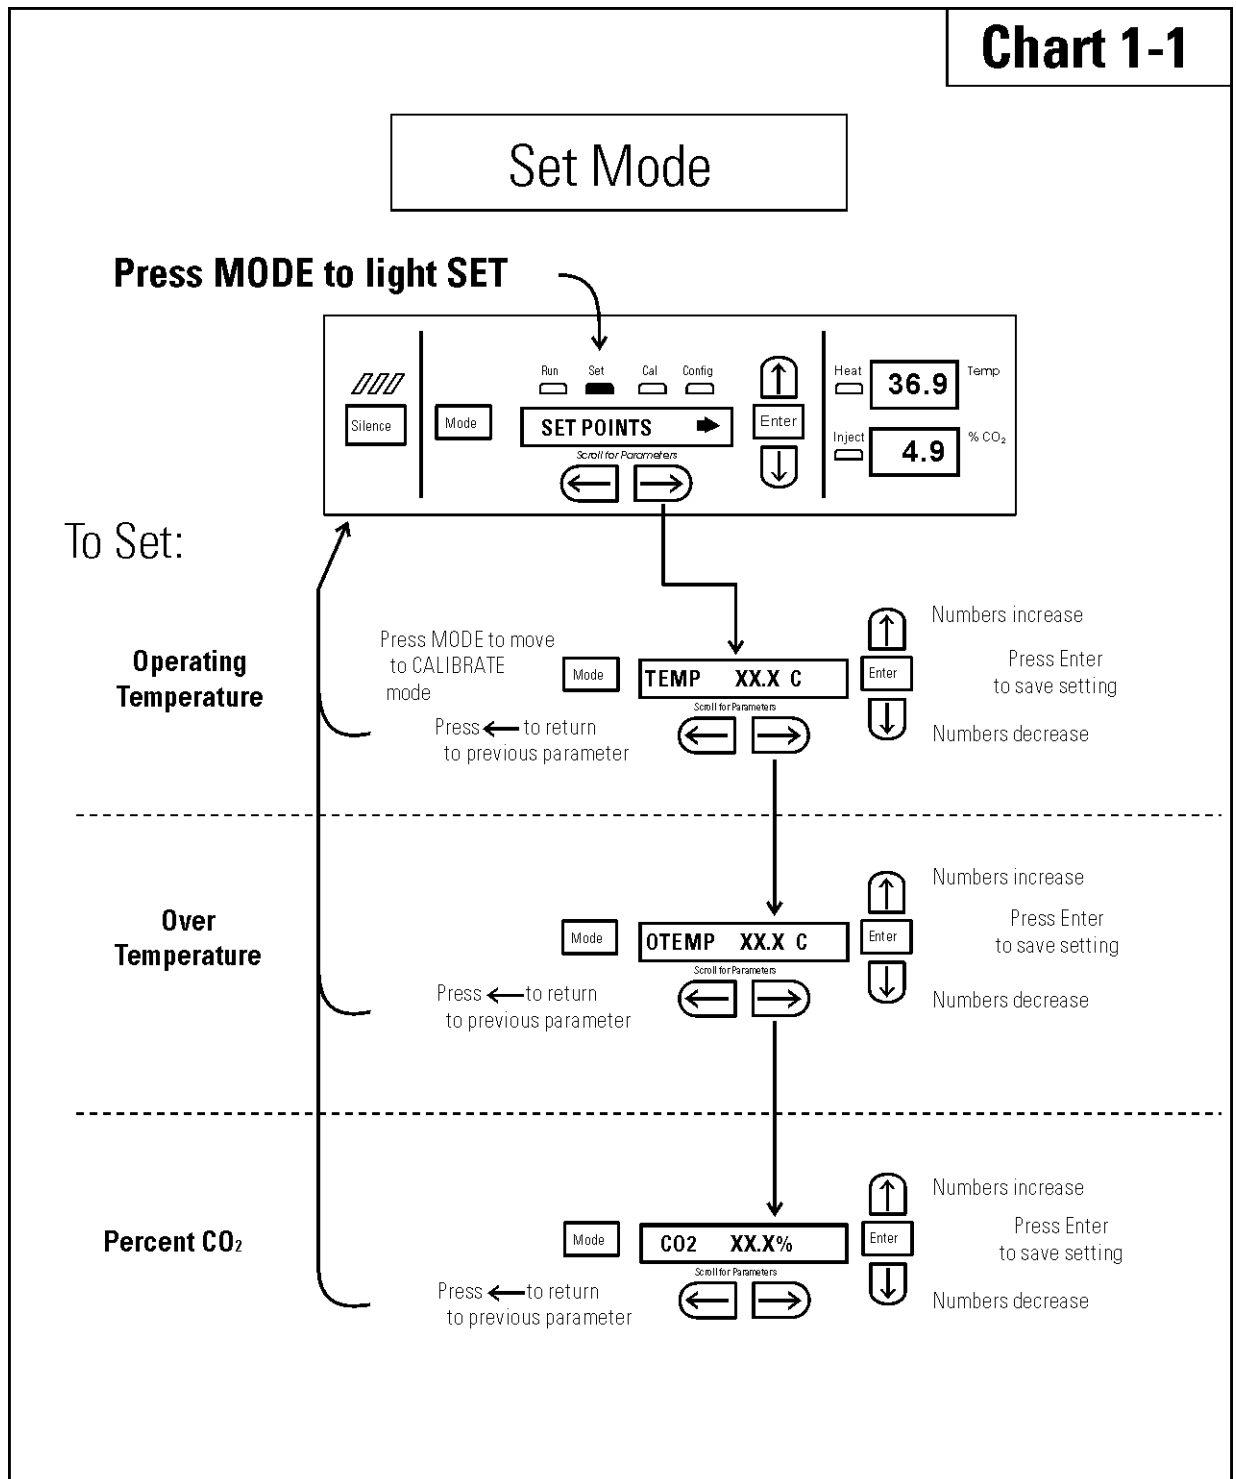 Chart 1-1
Set Mode
Press MODE to light SET
Run Set Cal Config
Heat 36.9 Temp
Silence
Mode
SET POINTS
Enter
Inject 4.9 % CO₂
Scroll for Parameters
To Set:
Operating
Temperature
Press MODE to move
to CALIBRATE
mode
Press to return
to previous parameter
Mode
TEMP XX.X C
Scroll for Parameters
Enter
Numbers increase
Press Enter
to save setting
Numbers decrease
Over
Temperature
Press to return
to previous parameter
Mode
OTEMP XX.X C
Scroll for Parameters
Enter
Numbers increase
Press Enter
to save setting
Numbers decrease
Percent CO₂
Press to return
to previous parameter
Mode
CO2 XX.X%
Scroll for Parameters
Enter
Numbers increase
Press Enter
to save setting
Numbers decrease